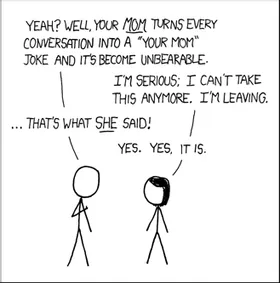 YEAH? WELL, YOUR MOM TURNS EVERY
CONVERSATION INTO A "YOUR MOM"
JOKE AND IT'S BECOME UNBEARABLE.
I'M SERIOUS; I CAN'T TAKE
THIS ANYMORE. I'M LEAVING.
... THAT'S WHAT SHE SAID!
YES. YES, IT IS.